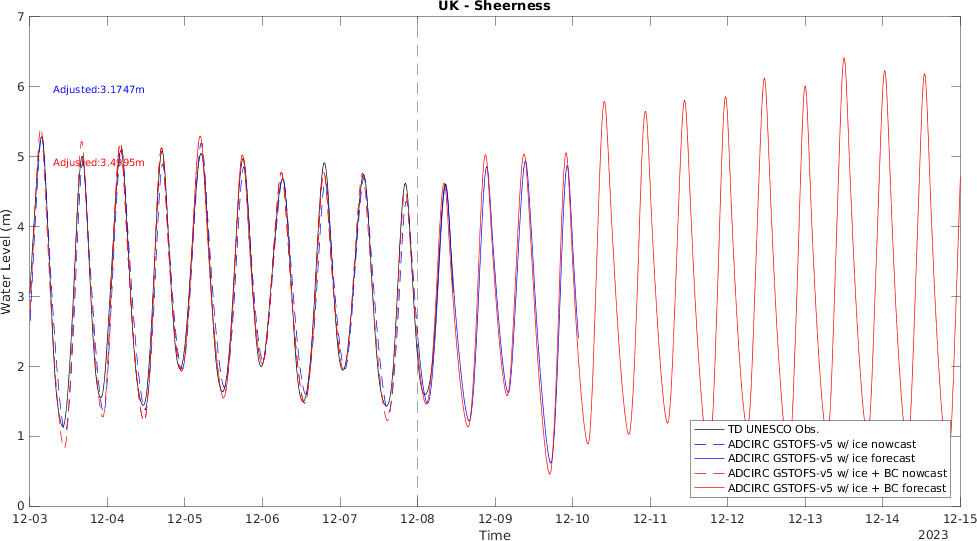 UK - Sheerness
7
6
5
4
3
2
1
0
Water Level (m)
Adjusted:3.1747m
Adjusted:3.4995m
TD UNESCO Obs.
ADCIRC GSTOFS-v5 w/ ice nowcast
ADCIRC GSTOFS-v5 w/ ice forecast
ADCIRC GSTOFS-v5 w/ ice + BC nowcast
ADCIRC GSTOFS-v5 w/ ice + BC forecast
12-03 12-04 12-05 12-06 12-07 12-08 12-09 12-10 12-11 12-12 12-13 12-14 12-15
Time
2023